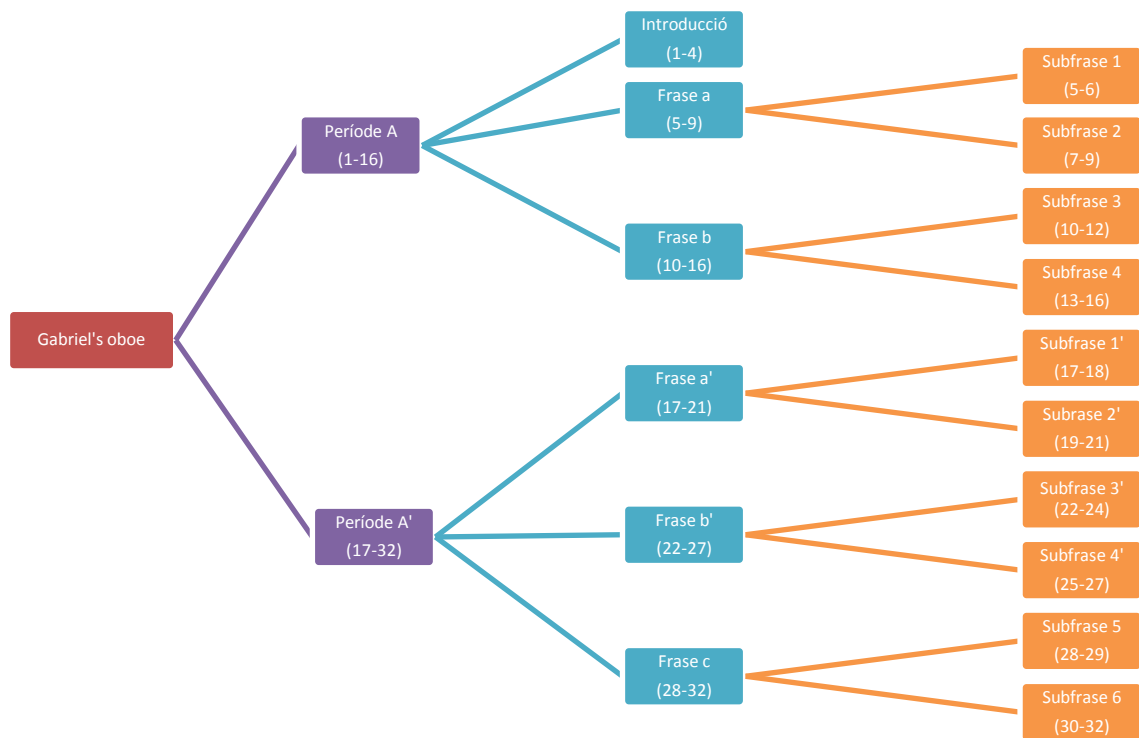 Gabriel's oboe
Període A
(1-16)
Període A'
(17-32)
Introducció
(1-4)
Frase a
(5-9)
Frase b
(10-16)
Frase a'
(17-21)
Frase b'
(22-27)
Frase c
(28-32)
Subfrase 1
(5-6)
Subfrase 2
(7-9)
Subfrase 3
(10-12)
Subfrase 4
(13-16)
Subfrase 1'
(17-18)
Subrase 2'
(19-21)
Subfrase 3'
(22-24)
Subfrase 4'
(25-27)
Subfrase 5
(28-29)
Subfrase 6
(30-32)